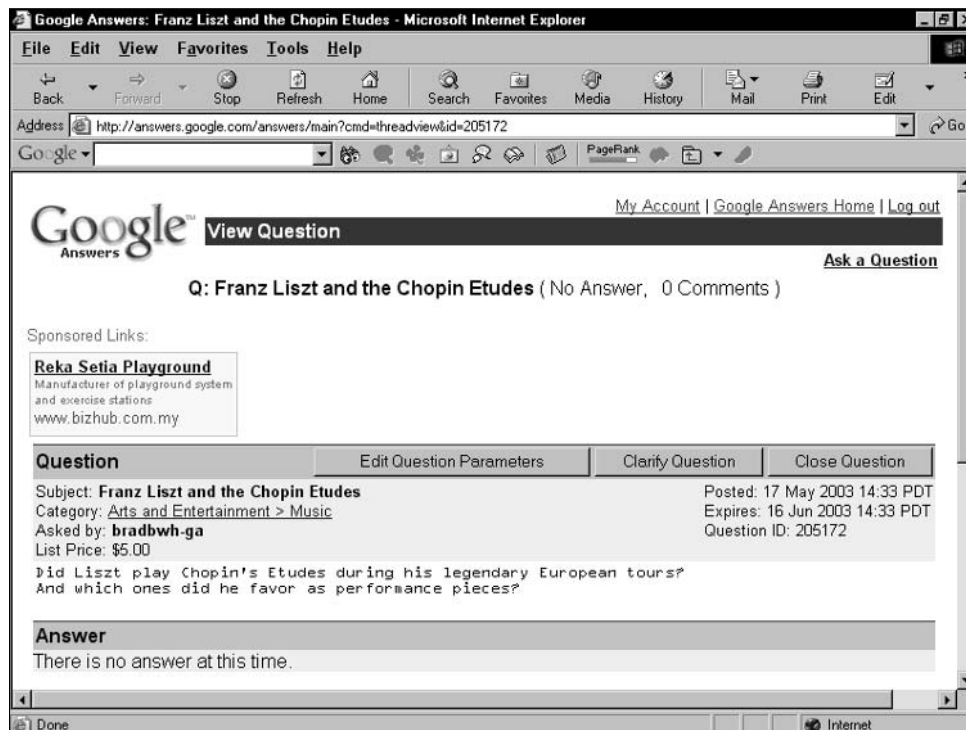 Google Answers: Franz Liszt and the Chopin Etudes - Microsoft Internet Explorer
File Edit View Favorites Tools Help
Back Forward Stop Refresh Home Search Favorites Media History Mail Print Edit
Address http://answers.google.com/answers/main?cmd=threadview&id=205172 Go
Google PageRank
My Account | Google Answers Home | Log out
Google™ Answers View Question
Ask a Question
Q: Franz Liszt and the Chopin Etudes ( No Answer, 0 Comments )
Sponsored Links:
Reka Setia Playground
Manufacturer of playground system
and exercise stations
www.bizhub.com.my
Question Edit Question Parameters Clarify Question Close Question
Subject: Franz Liszt and the Chopin Etudes Posted: 17 May 2003 14:33 PDT
Category: Arts and Entertainment > Music Expires: 16 Jun 2003 14:33 PDT
Asked by: bradbwh-ga Question ID: 205172
List Price: $5.00
Did Liszt play Chopin's Etudes during his legendary European tours?
And which ones did he favor as performance pieces?
Answer
There is no answer at this time.
Done Internet